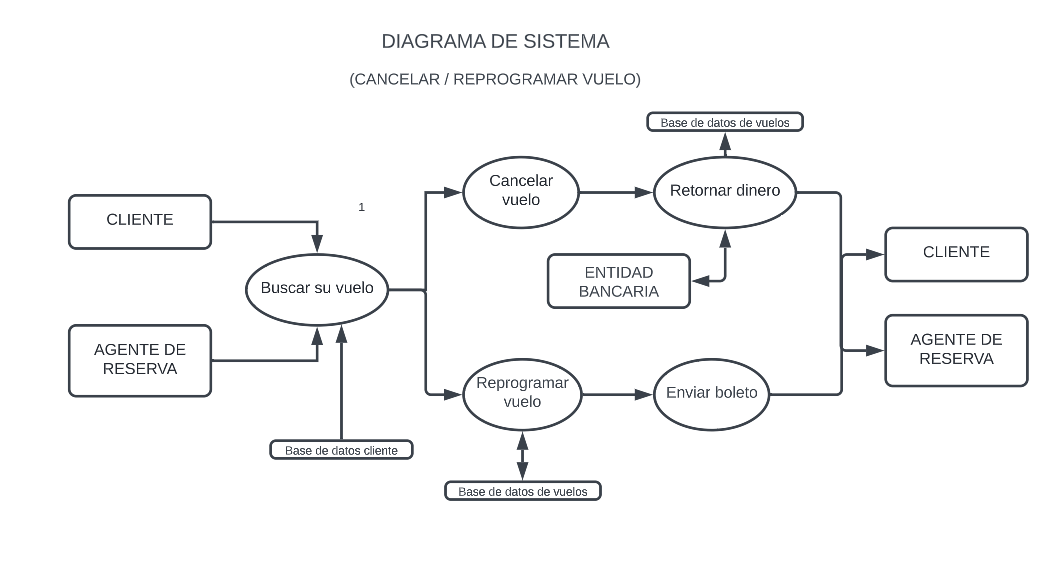 DIAGRAMA DE SISTEMA
(CANCELAR / REPROGRAMAR VUELO)
Base de datos de vuelos
Cancelar
vuelo
Retornar dinero
CLIENTE
1
Buscar su vuelo
ENTIDAD
BANCARIA
CLIENTE
AGENTE DE
RESERVA
AGENTE DE
RESERVA
Reprogramar
vuelo
Enviar boleto
Base de datos cliente
Base de datos de vuelos